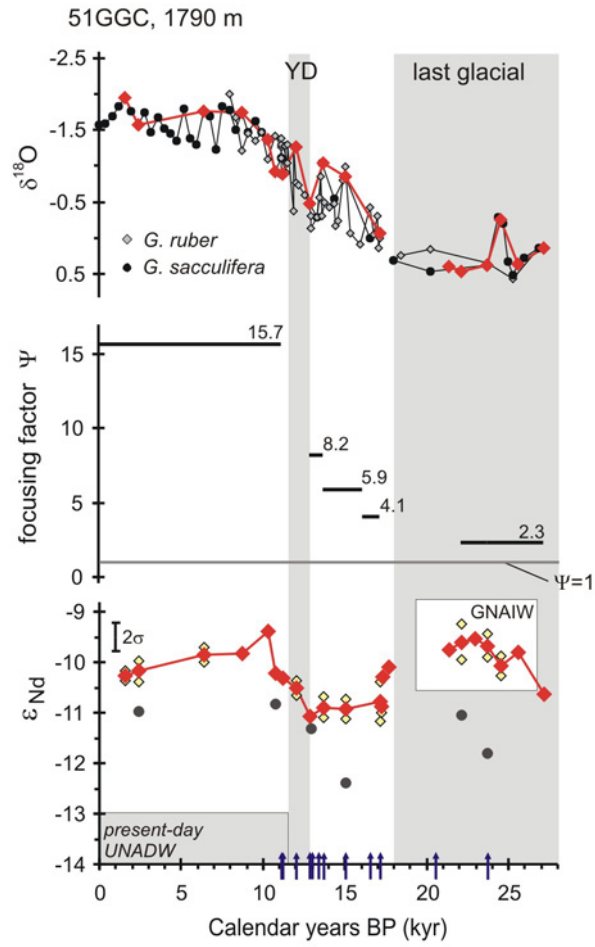 51GGC, 1790 m
YD
last glacial
-2.5
-1.5
-0.5
0.5
δ¹⁸O
G. ruber
G. sacculifera
15
10
5
0
focusing factor Ψ
15.7
8.2
5.9
4.1
2.3
Ψ=1
-9
-10
-11
-12
-13
-14
εNd
2σ
GNAIW
present-day
UNADW
0 5 10 15 20 25
Calendar years BP (kyr)